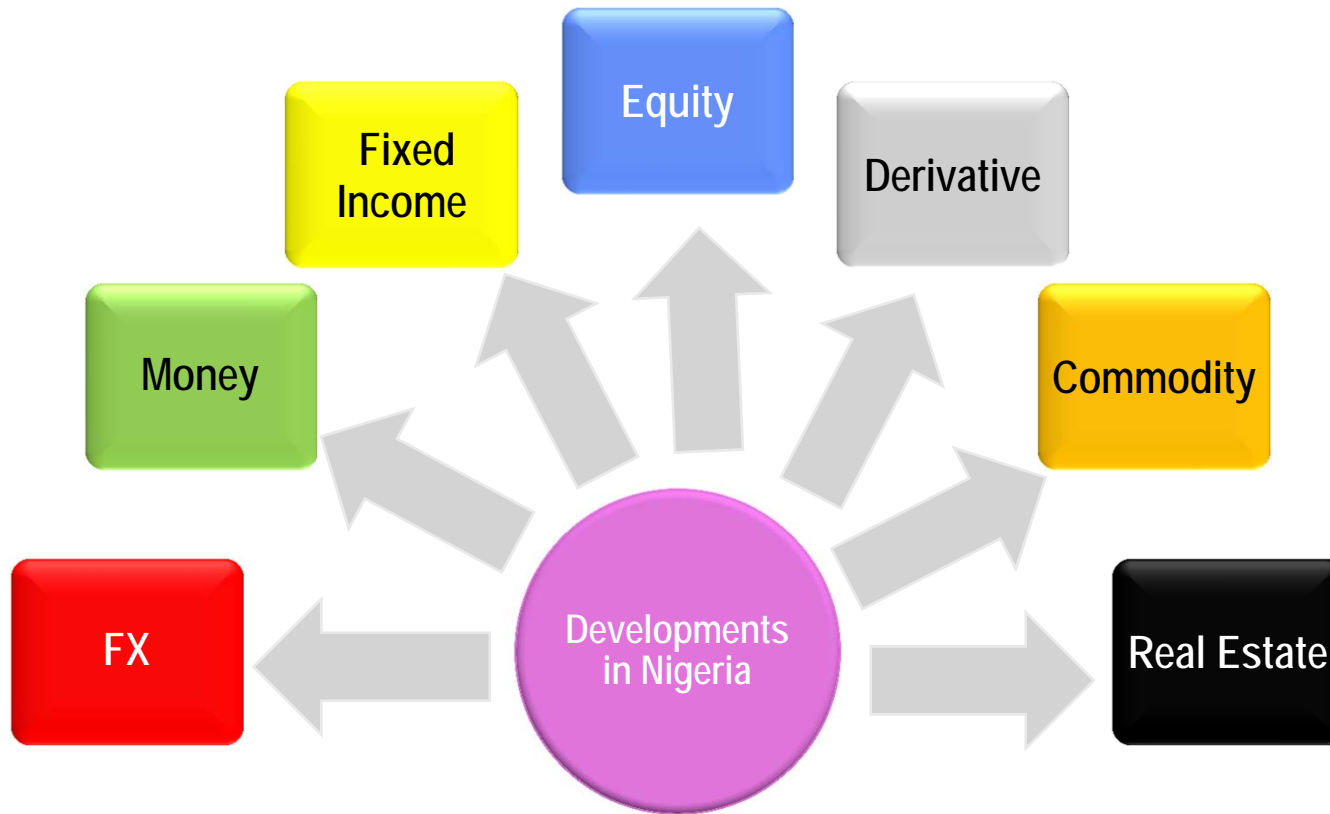 Equity
Fixed
Income
Derivative
Money
Commodity
FX
Developments
in Nigeria
Real Estate